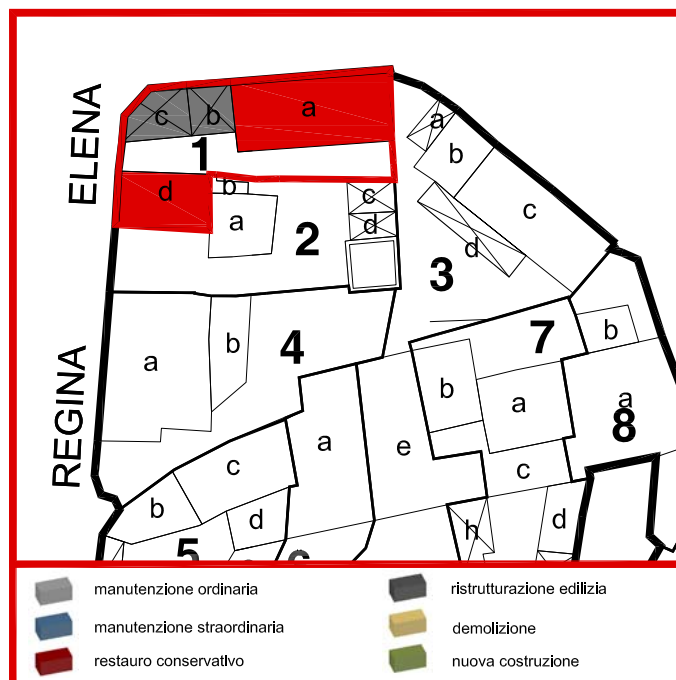 ELENA
REGINA
c
b
a
1
d
b
a
2
c
d
a
b
c
d
3
a
b
4
7
b
b
a
a
8
a
e
c
c
b
d
h
d
5
manutenzione ordinaria
ristrutturazione edilizia
manutenzione straordinaria
demolizione
restauro conservativo
nuova costruzione